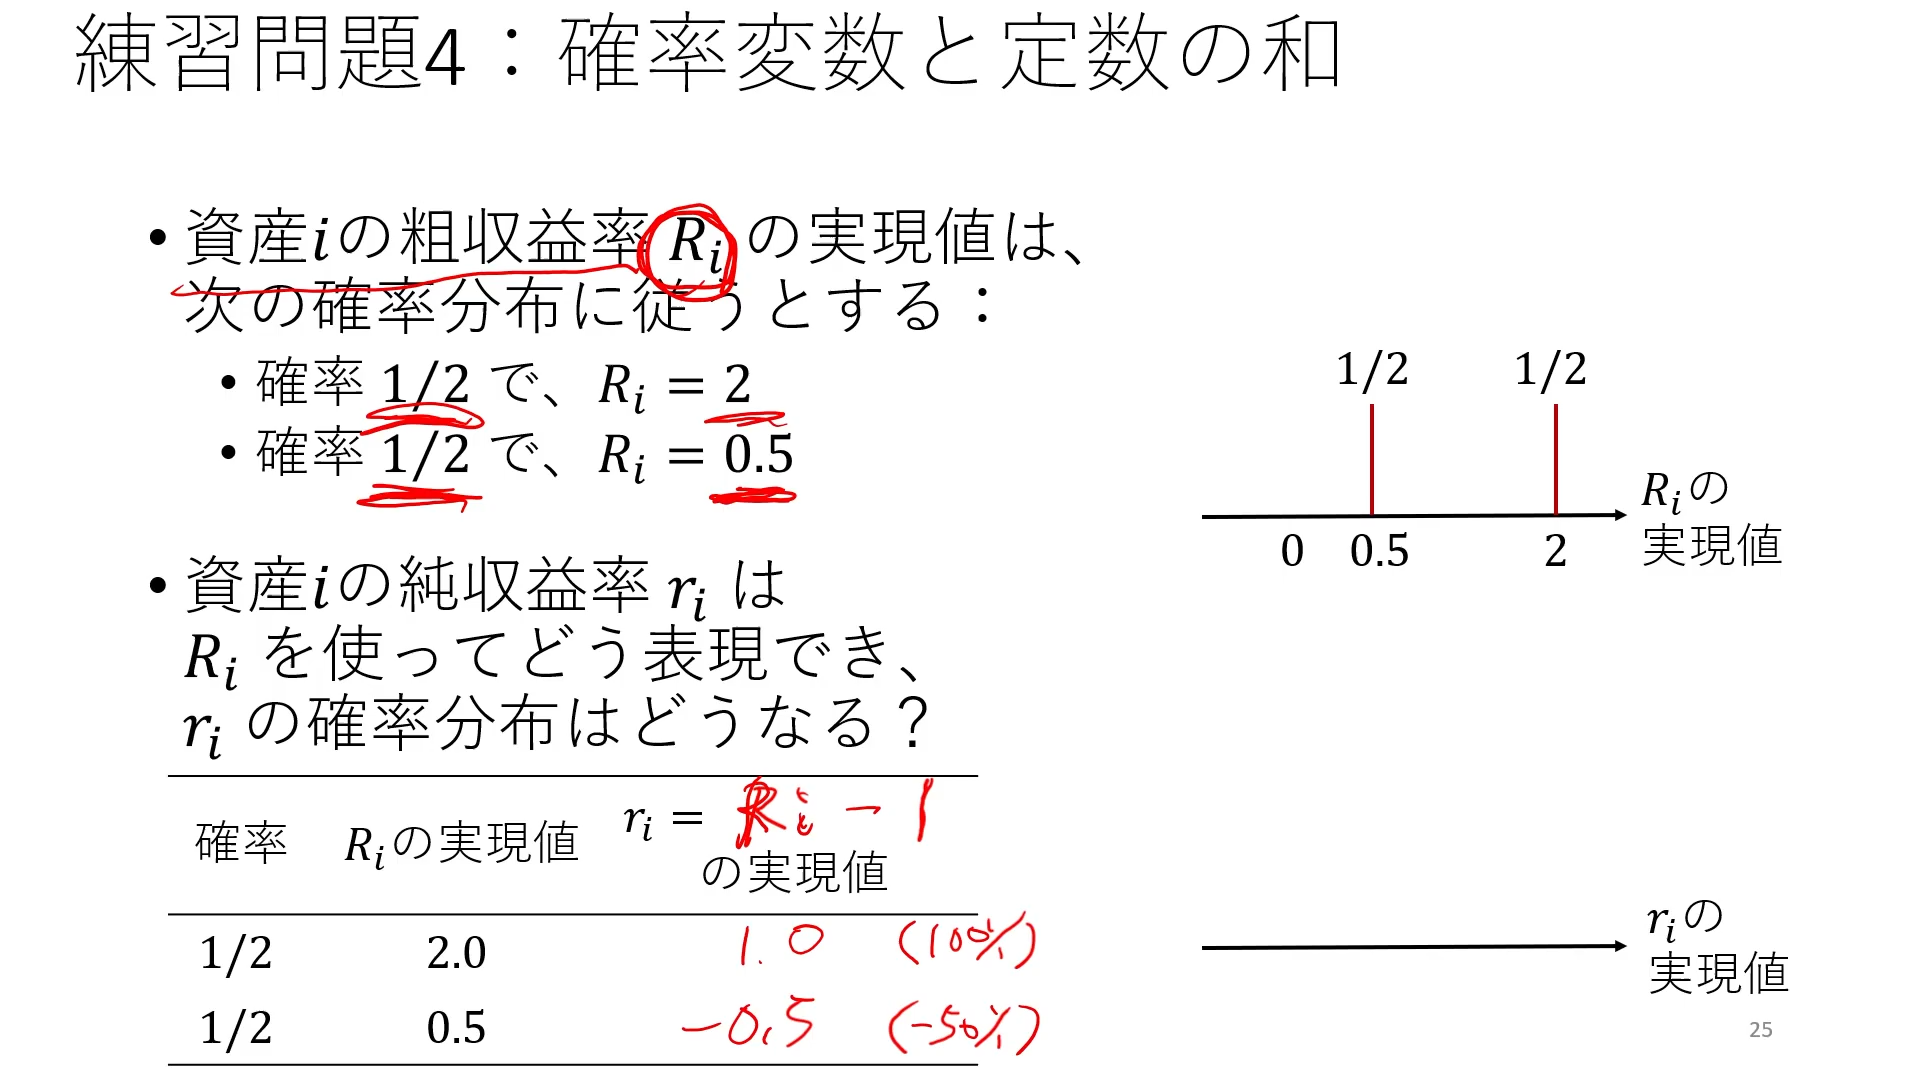 練習問題4：確率変数と定数の和
• 資産iの粗収益率 Rᵢ の実現値は、
次の確率分布に従うとする：
• 確率 1/2 で、Rᵢ = 2
• 確率 1/2 で、Rᵢ = 0.5
• 資産iの純収益率 rᵢ は
Rᵢ を使ってどう表現でき、
rᵢ の確率分布はどうなる？
確率 Rᵢの実現値 rᵢ = Rᵢ − 1
の実現値
1/2 2.0 1.0 (100%)
1/2 0.5 −0.5 (−50%)
1/2 1/2
0 0.5 2
Rᵢの
実現値
rᵢの
実現値
25